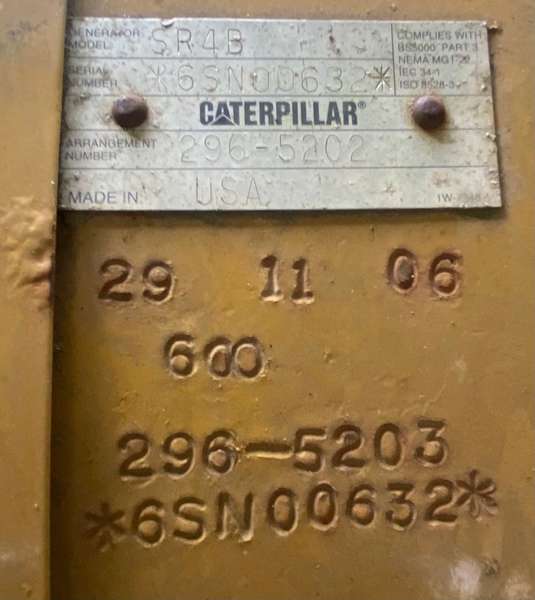 GENERATOR MODEL SR4B
SERIAL NUMBER *6SN00632*
COMPLIES WITH
BS5000 PART 3
NEMA MG1-22
IEC 34-1
ISO 8528-3
CATERPILLAR®
ARRANGEMENT NUMBER 296-5202
MADE IN USA
29 11 06
600
296-5203
*6SN00632*